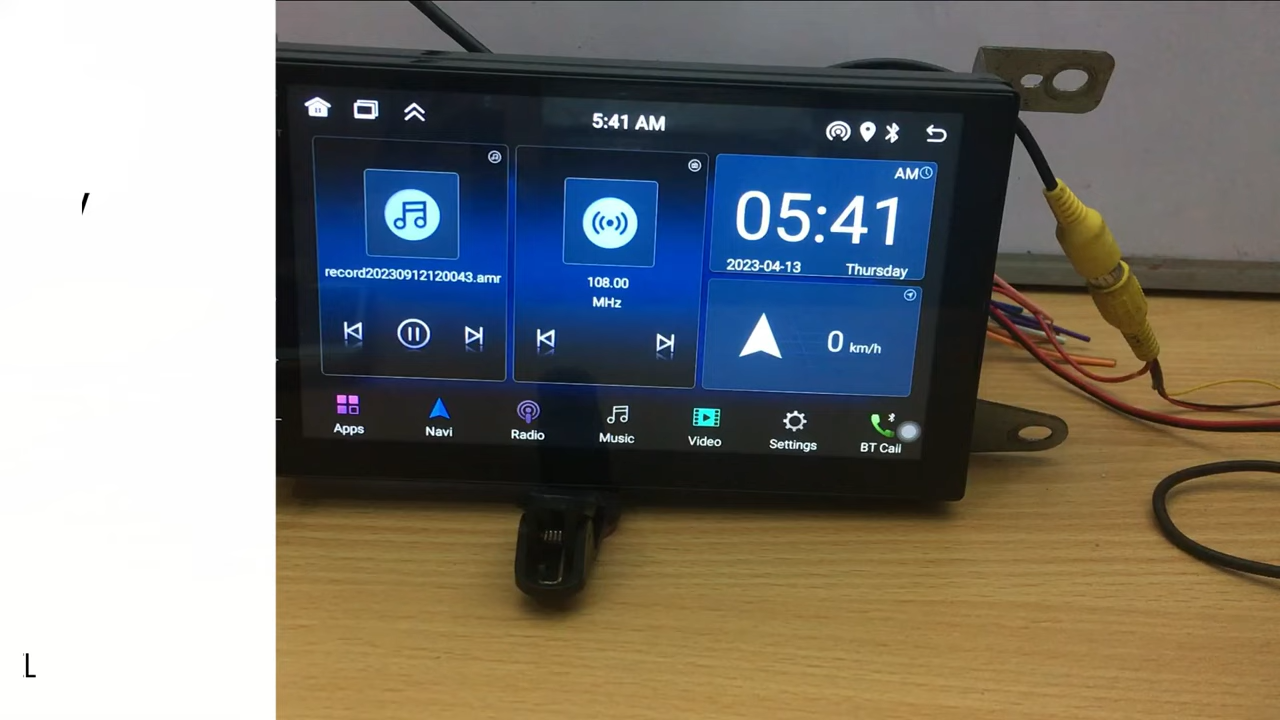 5:41 AM
record20230912120043.amr
108.00
MHz
AM
05:41
2023-04-13 Thursday
0 km/h
Apps
Navi
Radio
Music
Video
Settings
BT Call
L